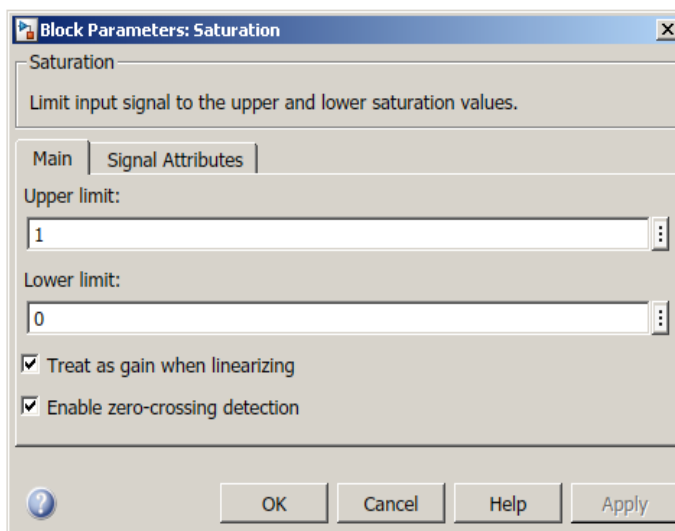 Block Parameters: Saturation
Saturation
Limit input signal to the upper and lower saturation values.
Main
Signal Attributes
Upper limit:
1
Lower limit:
0
Treat as gain when linearizing
Enable zero-crossing detection
OK
Cancel
Help
Apply